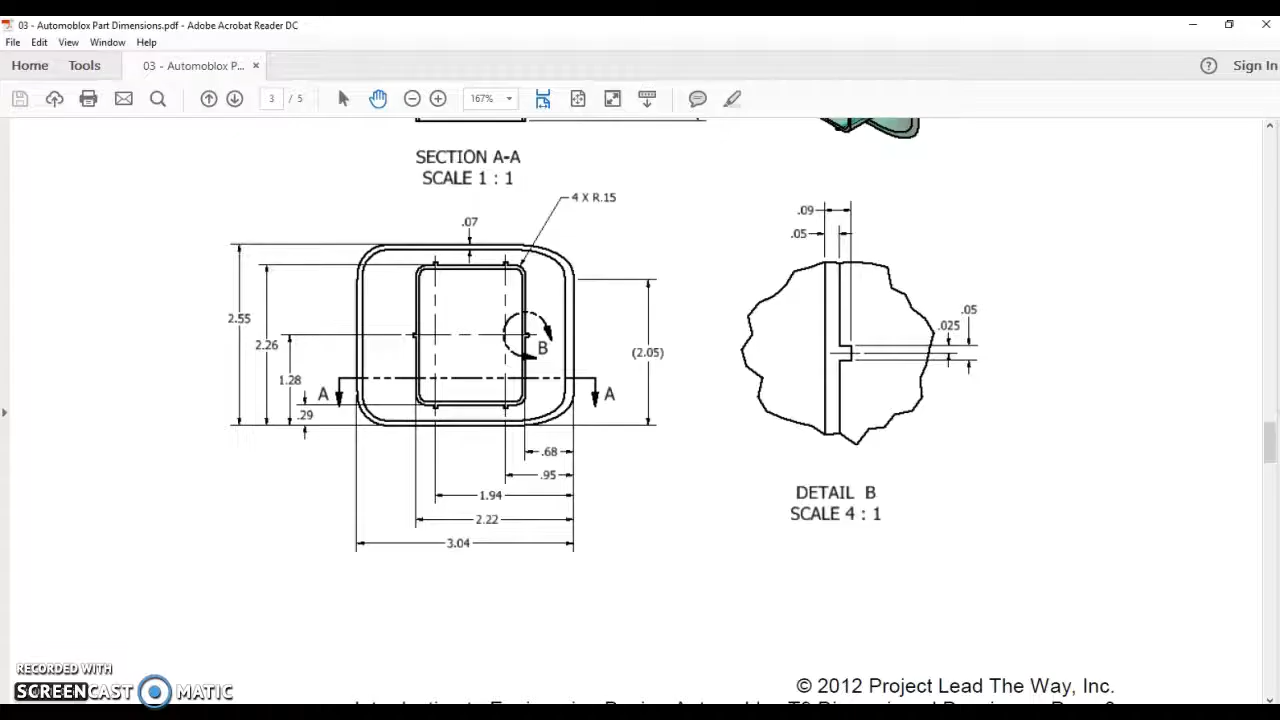 03 - Automoblox Part Dimensions.pdf - Adobe Acrobat Reader DC
File Edit View Window Help
Home Tools 03 - Automoblox P... × Sign In
3 / 5 167%
SECTION A-A
SCALE 1 : 1
4 X R.15
.07
2.55
2.26
1.28
.29
(2.05)
B
A A
.68
.95
1.94
2.22
3.04
.09
.05
.05
.025
DETAIL B
SCALE 4 : 1
RECORDED WITH
SCREENCAST MATIC
© 2012 Project Lead The Way, Inc.